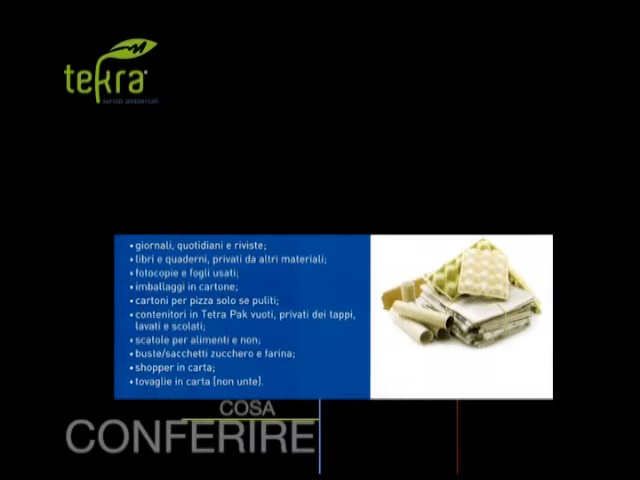 tekra
servizi ambientali
• giornali, quotidiani e riviste;
• libri e quaderni, privati da altri materiali;
• fotocopie e fogli usati;
• imballaggi in cartone;
• cartoni per pizza solo se puliti;
• contenitori in Tetra Pak vuoti, privati dei tappi,
lavati e scolati;
• scatole per alimenti e non;
• buste/sacchetti zucchero e farina;
• shopper in carta;
• tovaglie in carta [non unte].
COSA
CONFERIRE